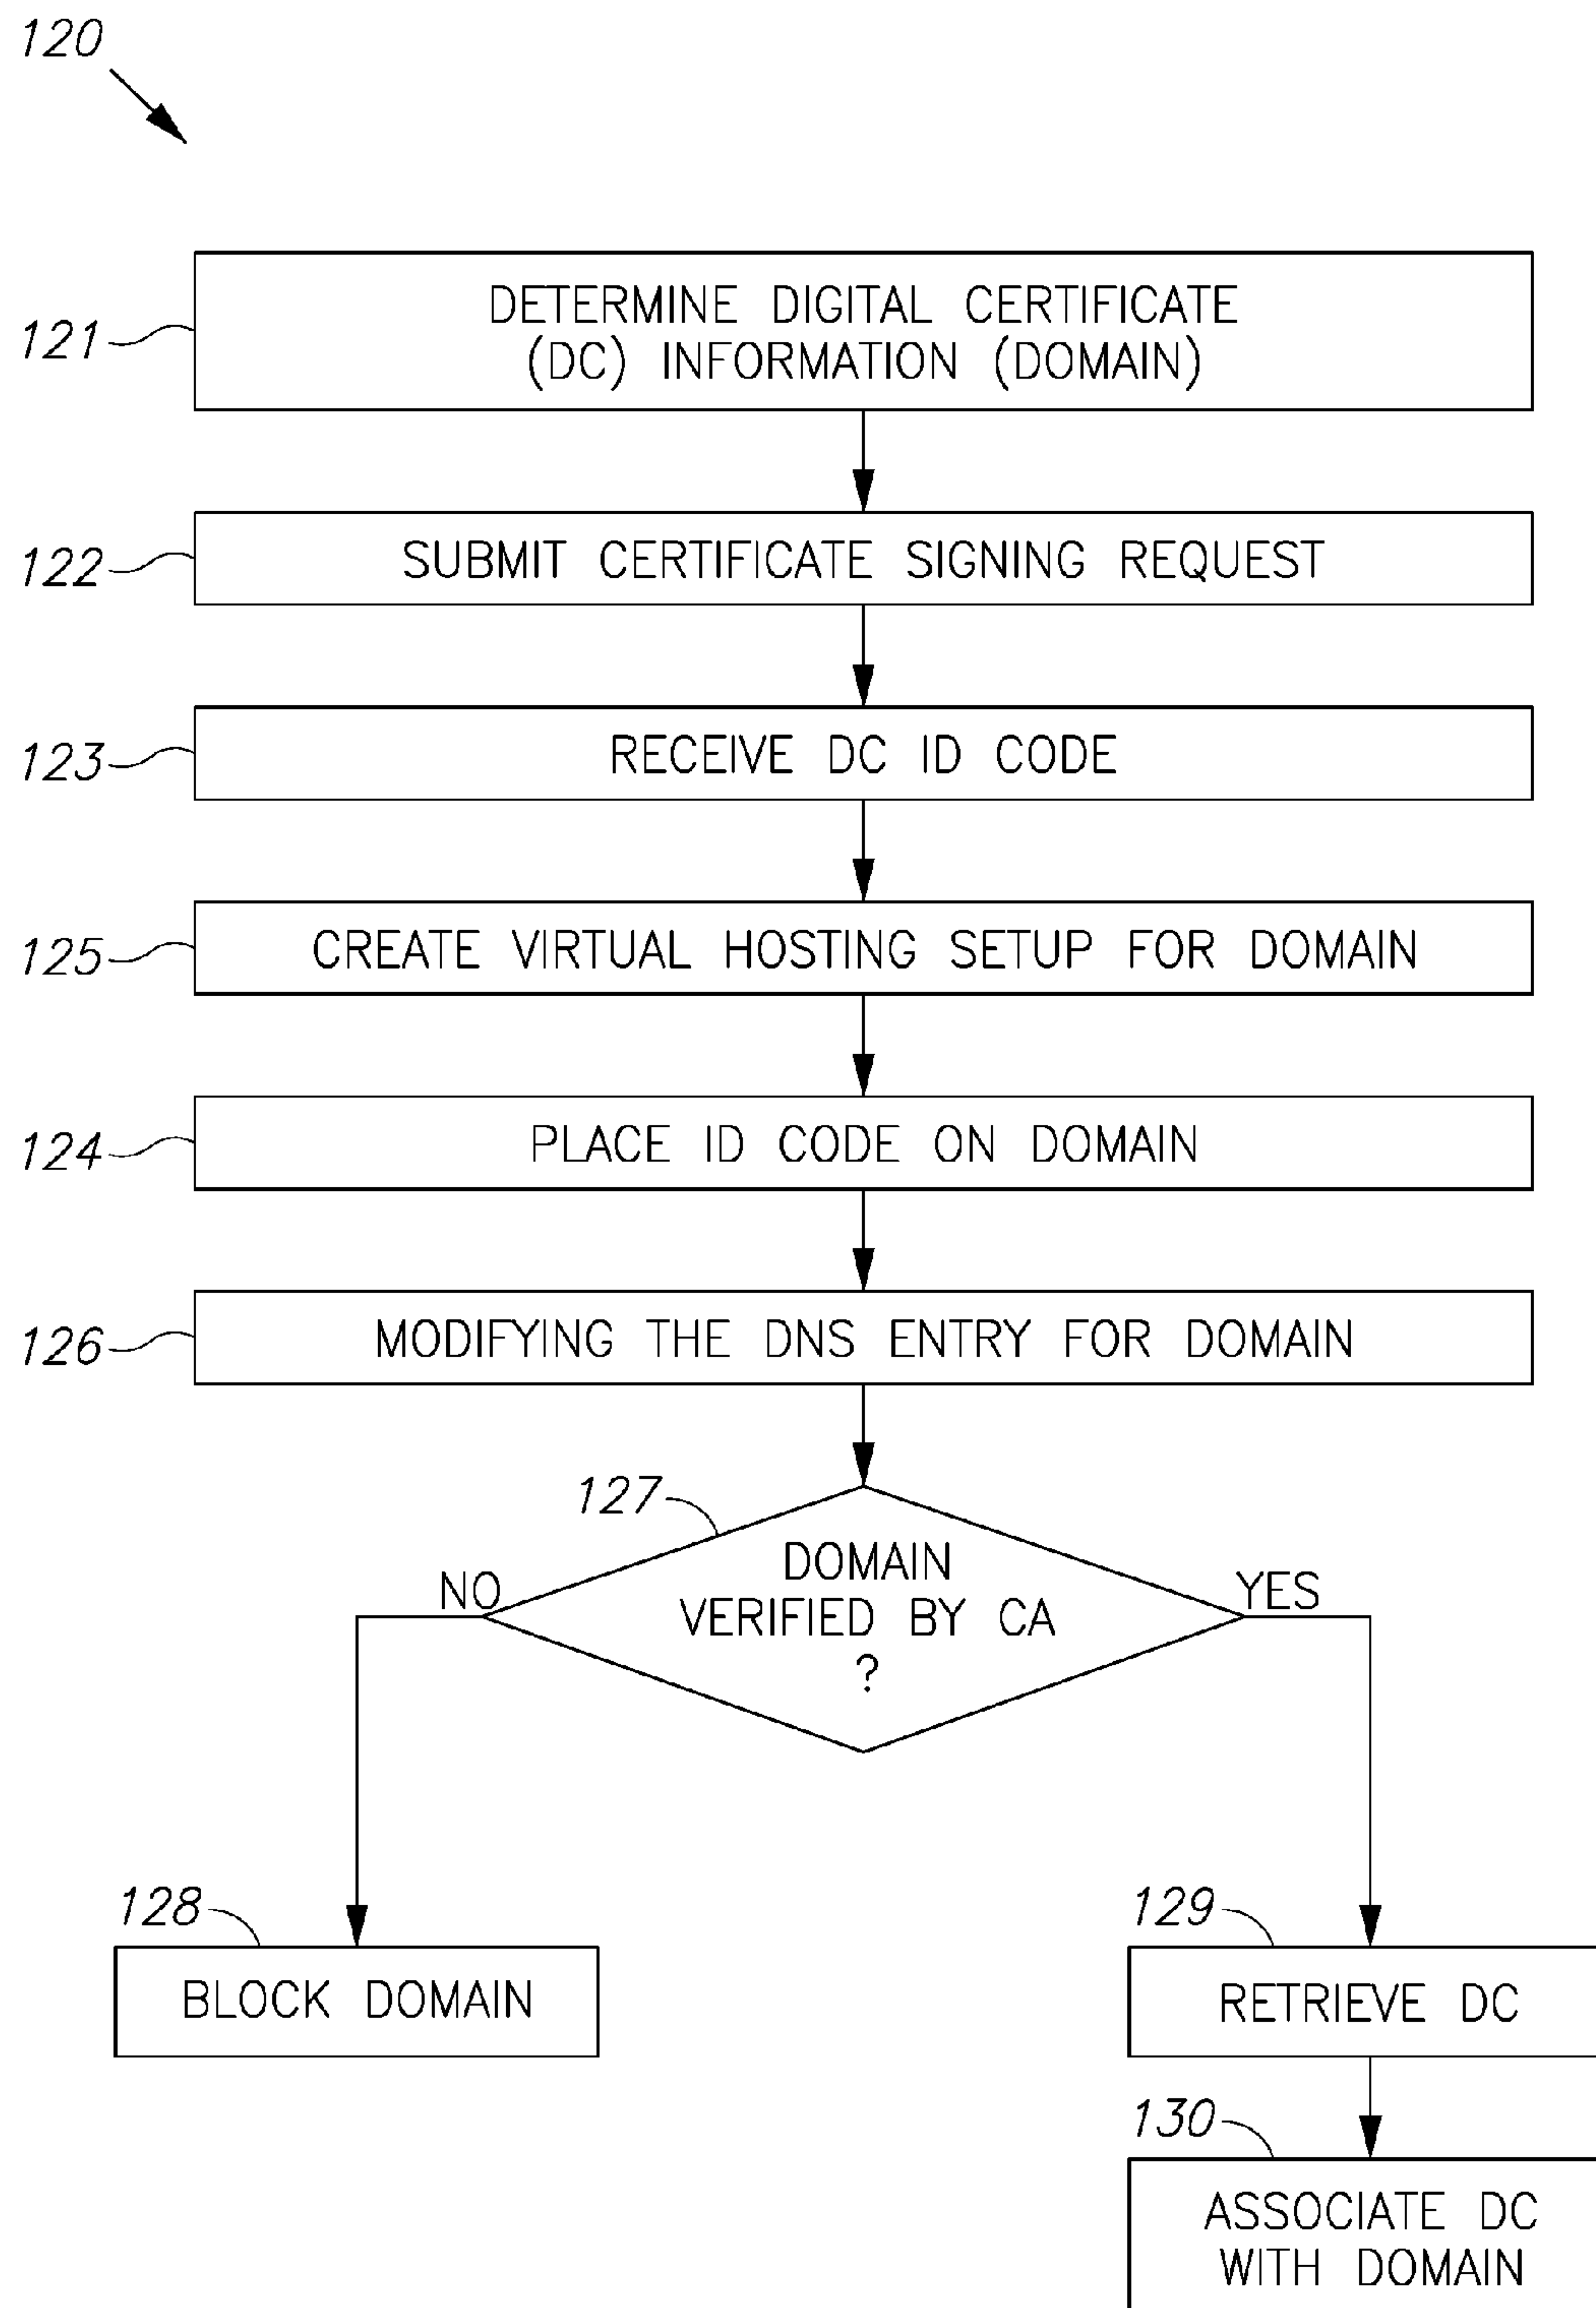 120
121
DETERMINE DIGITAL CERTIFICATE
(DC) INFORMATION (DOMAIN)
122
SUBMIT CERTIFICATE SIGNING REQUEST
123
RECEIVE DC ID CODE
125
CREATE VIRTUAL HOSTING SETUP FOR DOMAIN
124
PLACE ID CODE ON DOMAIN
126
MODIFYING THE DNS ENTRY FOR DOMAIN
127
DOMAIN
VERIFIED BY CA
?
NO
YES
128
BLOCK DOMAIN
129
RETRIEVE DC
130
ASSOCIATE DC
WITH DOMAIN